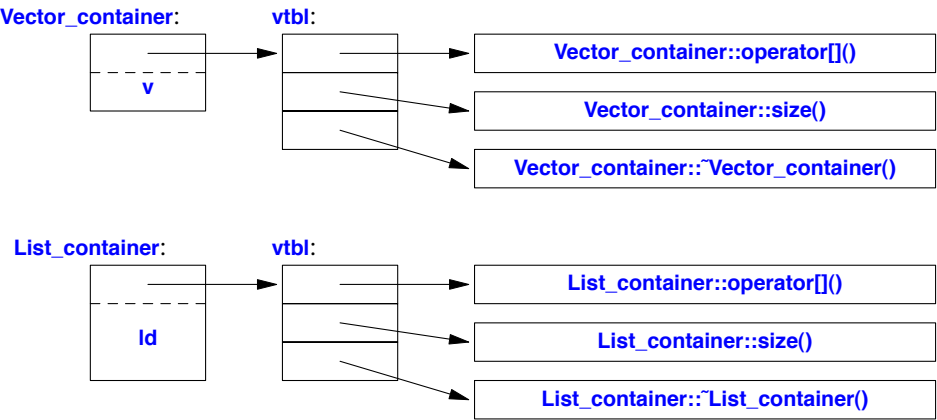 Vector_container: vtbl:
Vector_container::operator[]()
v
Vector_container::size()
Vector_container::˜Vector_container()
List_container: vtbl:
List_container::operator[]()
ld
List_container::size()
List_container::˜List_container()